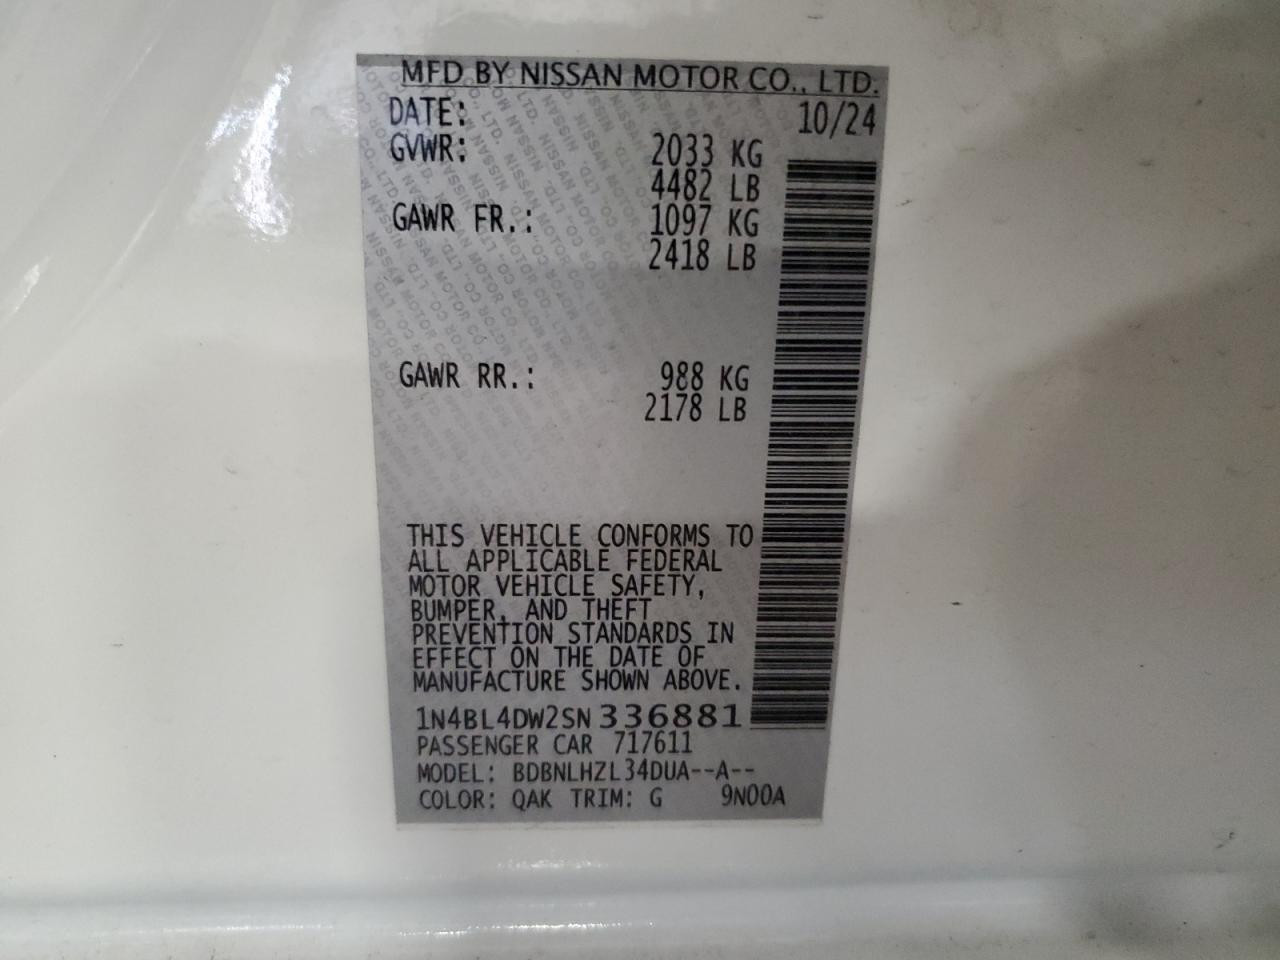 MFD BY NISSAN MOTOR CO., LTD.
DATE: 10/24
GVWR: 2033 KG
4482 LB
GAWR FR.: 1097 KG
2418 LB
GAWR RR.: 988 KG
2178 LB
THIS VEHICLE CONFORMS TO
ALL APPLICABLE FEDERAL
MOTOR VEHICLE SAFETY,
BUMPER, AND THEFT
PREVENTION STANDARDS IN
EFFECT ON THE DATE OF
MANUFACTURE SHOWN ABOVE.
1N4BL4DW2SN336881
PASSENGER CAR 717611
MODEL: BDBNLHZL34DUA--A--
COLOR: QAK TRIM: G 9N00A